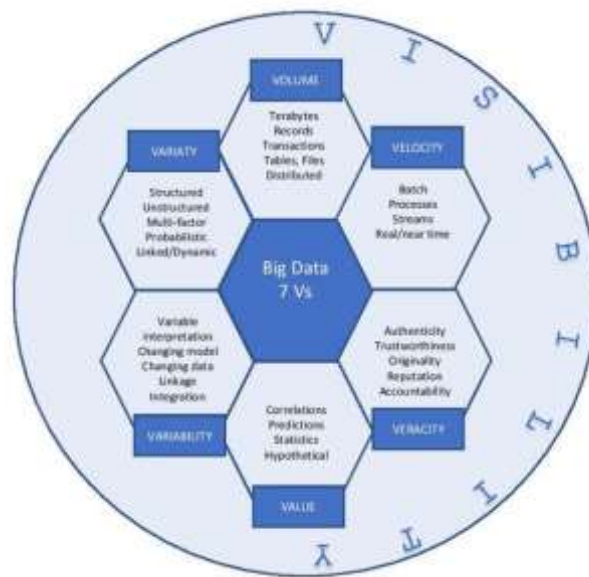 VISIBILITY
VOLUME
Terabytes
Records
Transactions
Tables, Files
Distributed
VARIATY
Structured
Unstructured
Multi-factor
Probabilistic
Linked/Dynamic
VELOCITY
Batch
Processes
Streams
Real/near time
Big Data
7 Vs
Variable
Interpretation
Changing model
Changing data
Linkage
Integration
VARIABILITY
Authenticity
Trustworthiness
Originality
Reputation
Accountability
VERACITY
Correlations
Predictions
Statistics
Hypothetical
VALUE